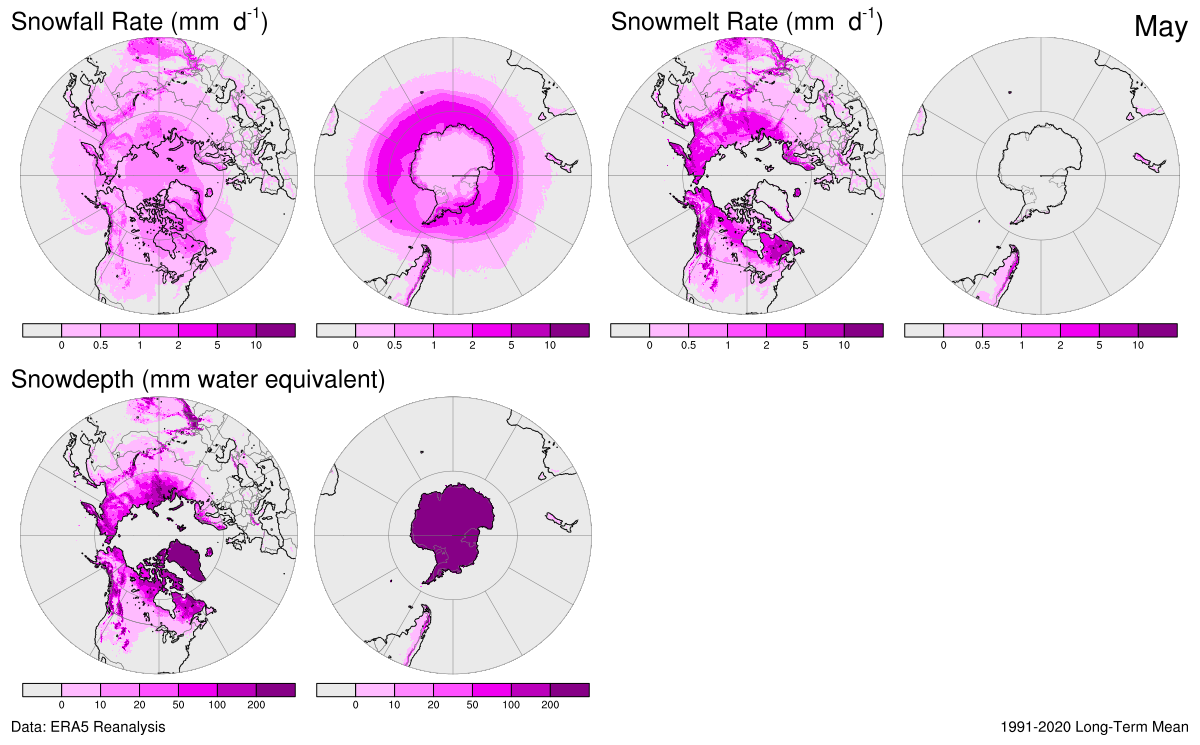 Snowfall Rate (mm d-1)
Snowmelt Rate (mm d-1)
May
0 0.5 1 2 5 10
0 0.5 1 2 5 10
0 0.5 1 2 5 10
0 0.5 1 2 5 10
Snowdepth (mm water equivalent)
0 10 20 50 100 200
0 10 20 50 100 200
Data: ERA5 Reanalysis
1991-2020 Long-Term Mean